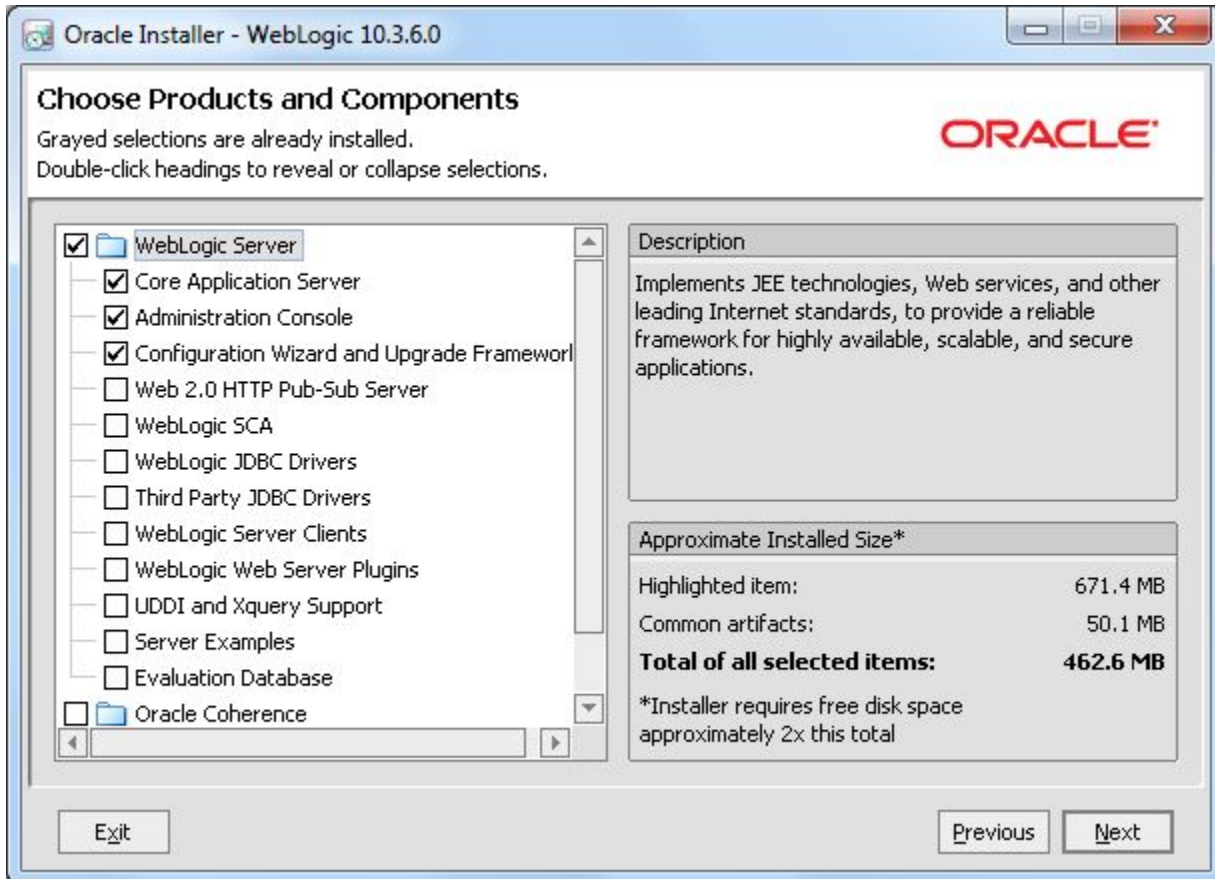 Oracle Installer - WebLogic 10.3.6.0
Choose Products and Components
Grayed selections are already installed.
Double-click headings to reveal or collapse selections.
ORACLE
WebLogic Server
Core Application Server
Administration Console
Configuration Wizard and Upgrade Framework
Web 2.0 HTTP Pub-Sub Server
WebLogic SCA
WebLogic JDBC Drivers
Third Party JDBC Drivers
WebLogic Server Clients
WebLogic Web Server Plugins
UDDI and Xquery Support
Server Examples
Evaluation Database
Oracle Coherence
Description
Implements JEE technologies, Web services, and other
leading Internet standards, to provide a reliable
framework for highly available, scalable, and secure
applications.
Approximate Installed Size*
Highlighted item: 671.4 MB
Common artifacts: 50.1 MB
Total of all selected items: 462.6 MB
*Installer requires free disk space
approximately 2x this total
Exit
Previous
Next